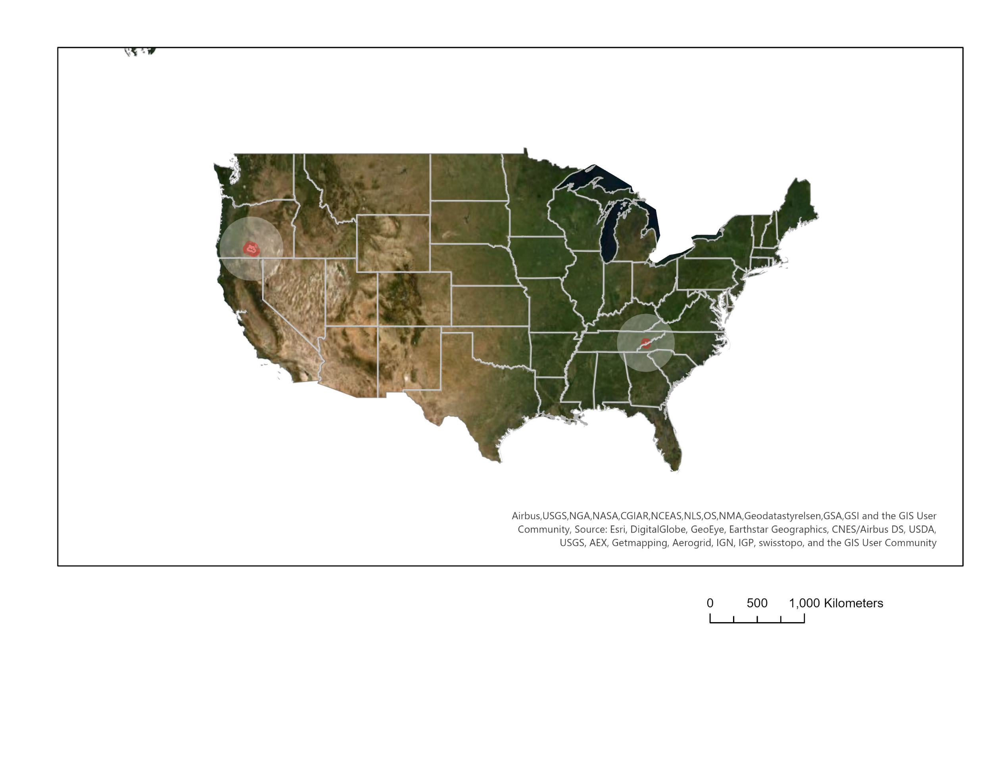 Airbus,USGS,NGA,NASA,CGIAR,NCEAS,NLS,OS,NMA,Geodatastyrelsen,GSA,GSI and the GIS User
Community, Source: Esri, DigitalGlobe, GeoEye, Earthstar Geographics, CNES/Airbus DS, USDA,
USGS, AEX, Getmapping, Aerogrid, IGN, IGP, swisstopo, and the GIS User Community
0 500 1,000 Kilometers